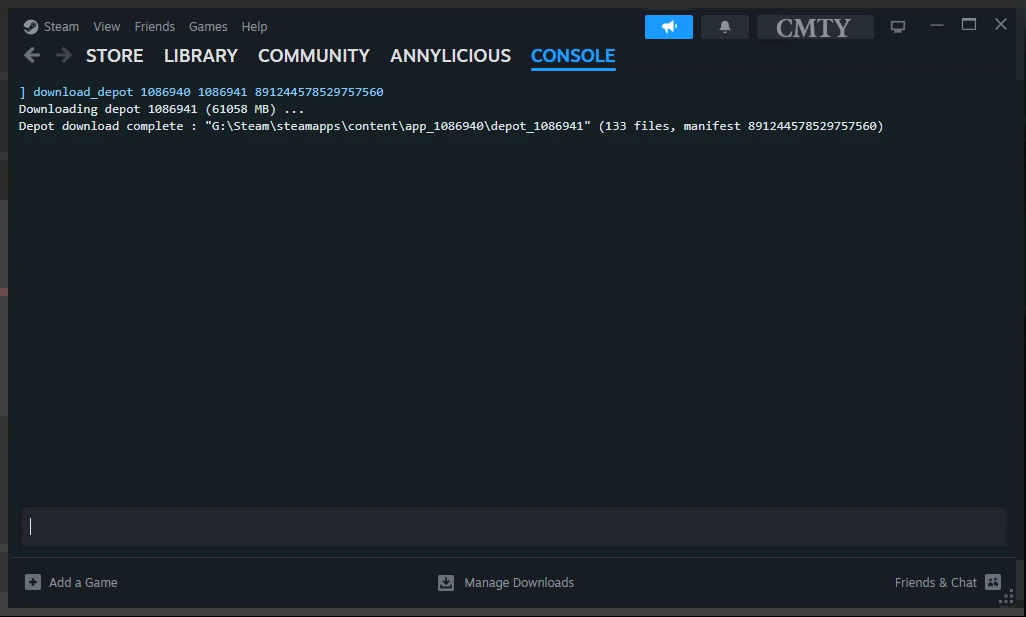 Steam View Friends Games Help CMTY
STORE LIBRARY COMMUNITY ANNYLICIOUS CONSOLE
] download_depot 1086940 1086941 891244578529757560
Downloading depot 1086941 (61058 MB) ...
Depot download complete : "G:\Steam\steamapps\content\app_1086940\depot_1086941" (133 files, manifest 891244578529757560)
Add a Game Manage Downloads Friends & Chat